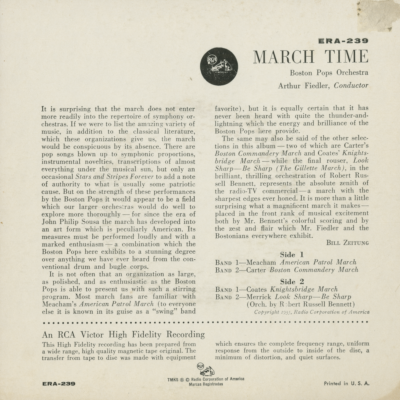 ERA-239
MARCH TIME
Boston Pops Orchestra
Arthur Fiedler, Conductor
It is surprising that the march does not enter
more readily into the repertoire of symphony or-
chestras. If we were to list the amazing variety of
music, in addition to the classical literature,
which these organizations give us, the march
would be conspicuous by its absence. There are
pop songs blown up to symphonic proportions,
instrumental novelties, transcriptions of almost
everything under the musical sun, but only an
occasional Stars and Stripes Forever to add a note
of authority to what is usually some patriotic
cause. But on the strength of these performances
by the Boston Pops it would appear to be a field
which our larger orchestras would do well to
explore more thoroughly — for since the era of
John Philip Sousa the march has developed into
an art form which is peculiarly American. Its
measures must be performed loudly and with a
marked enthusiasm — a combination which the
Boston Pops here exhibits to a stunning degree
over anything we have ever heard from the con-
ventional drum and bugle corps.
It is not often that an organization as large,
as polished, and as enthusiastic as the Boston
Pops is able to present us with such a stirring
program. Most march fans are familiar with
Meacham's American Patrol March (to everyone
else it is known in its guise as a "swing" band
favorite), but it is equally certain that it has
never been heard with quite the thunder-and-
lightning which the energy and brilliance of the
Boston Pops here provide.
The same may also be said of the other selec-
tions in this album — two of which are Carter's
Boston Commandery March and Coates' Knights-
bridge March — while the final rouser, Look
Sharp—Be Sharp (The Gillette March), in the
brilliant, thrilling orchestration of Robert Rus-
sell Bennett, represents the absolute zenith of
the radio-TV commercial — a march with the
sharpest edges ever honed. It is more than a little
surprising what a magnificent march it makes—
placed in the front rank of musical excitement
both by Mr. Bennett's colorful scoring and by
the zest and flair which Mr. Fiedler and the
Bostonians everywhere exhibit.
BILL ZEITUNG
Side 1
BAND 1—Meacham American Patrol March
BAND 2—Carter Boston Commandery March
Side 2
BAND 1—Coates Knightsbridge March
BAND 2—Merrick Look Sharp—Be Sharp
(Orch. by Robert Russell Bennett)
Copyright Radio Corporation of America
An RCA Victor High Fidelity Recording
This High Fidelity recording has been prepared from
a wide range, high quality magnetic tape original. The
transfer from tape to disc was made with equipment
which ensures the complete frequency range, uniform
response from the outside to inside of the disc, a
minimum of distortion, and quiet surfaces.
ERA-239
TMKS ® Radio Corporation of America
Marcas Registradas
Printed in U. S. A.